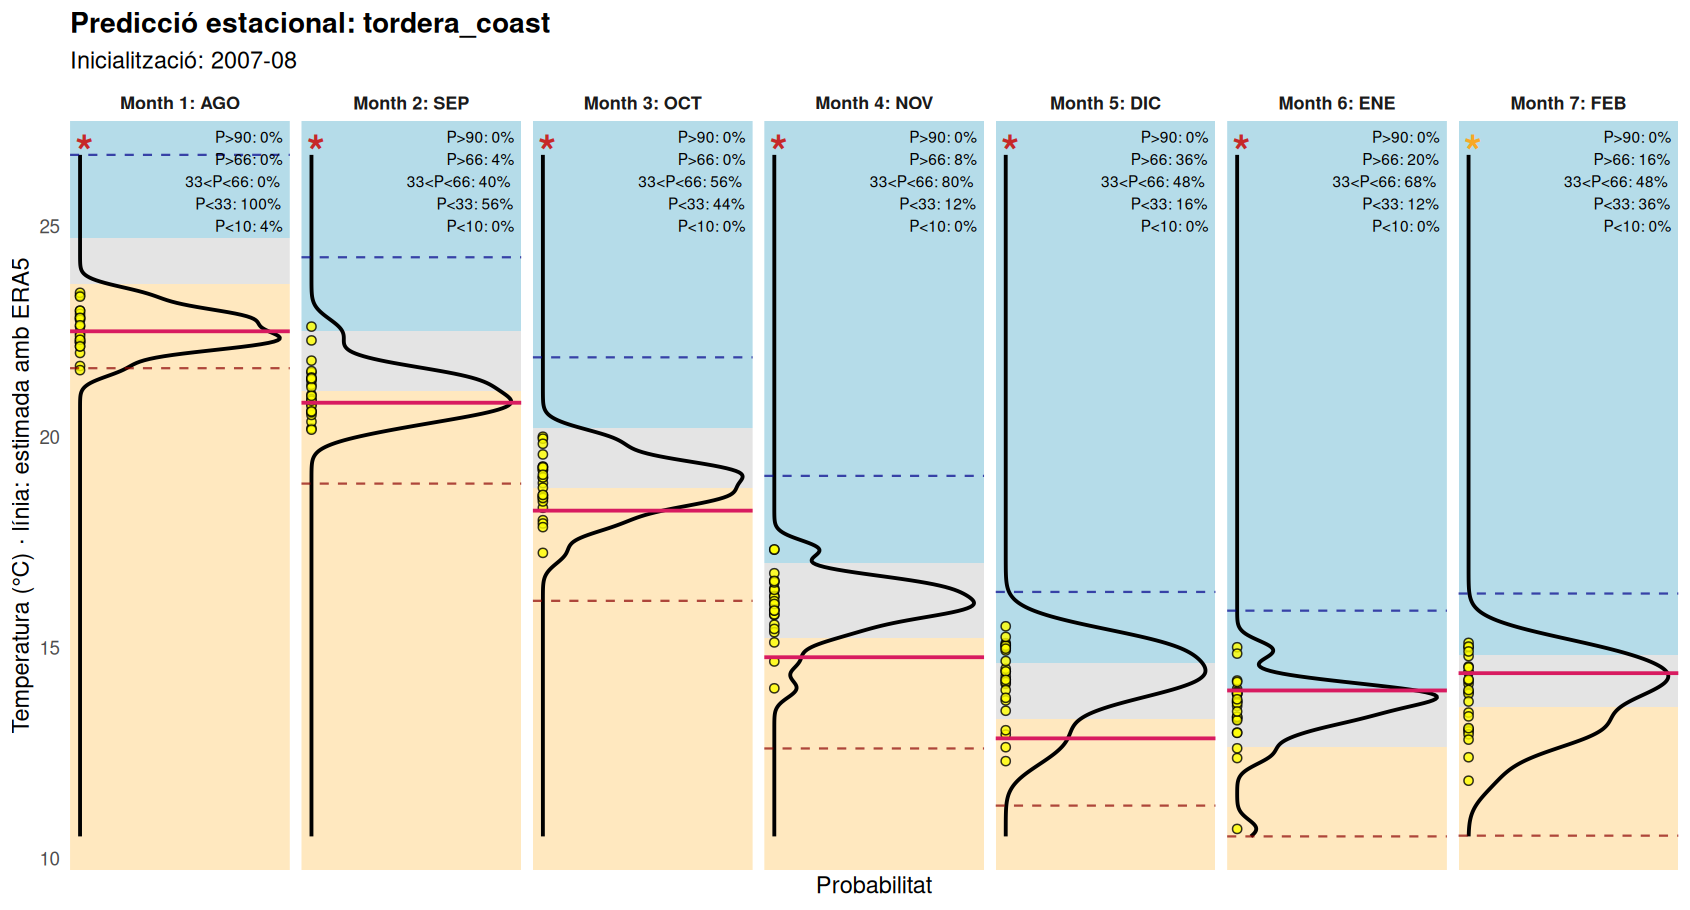 Predicció estacional: tordera_coast
Inicialització: 2007-08
Month 1: AGO
Month 2: SEP
Month 3: OCT
Month 4: NOV
Month 5: DIC
Month 6: ENE
Month 7: FEB
*
P>90: 0%
P>66: 0%
33<P<66: 0%
P<33: 100%
P<10: 4%
*
P>90: 0%
P>66: 4%
33<P<66: 40%
P<33: 56%
P<10: 0%
*
P>90: 0%
P>66: 0%
33<P<66: 56%
P<33: 44%
P<10: 0%
*
P>90: 0%
P>66: 8%
33<P<66: 80%
P<33: 12%
P<10: 0%
*
P>90: 0%
P>66: 36%
33<P<66: 48%
P<33: 16%
P<10: 0%
*
P>90: 0%
P>66: 20%
33<P<66: 68%
P<33: 12%
P<10: 0%
*
P>90: 0%
P>66: 16%
33<P<66: 48%
P<33: 36%
P<10: 0%
25
20
15
10
Temperatura (°C) · línia: estimada amb ERA5
Probabilitat